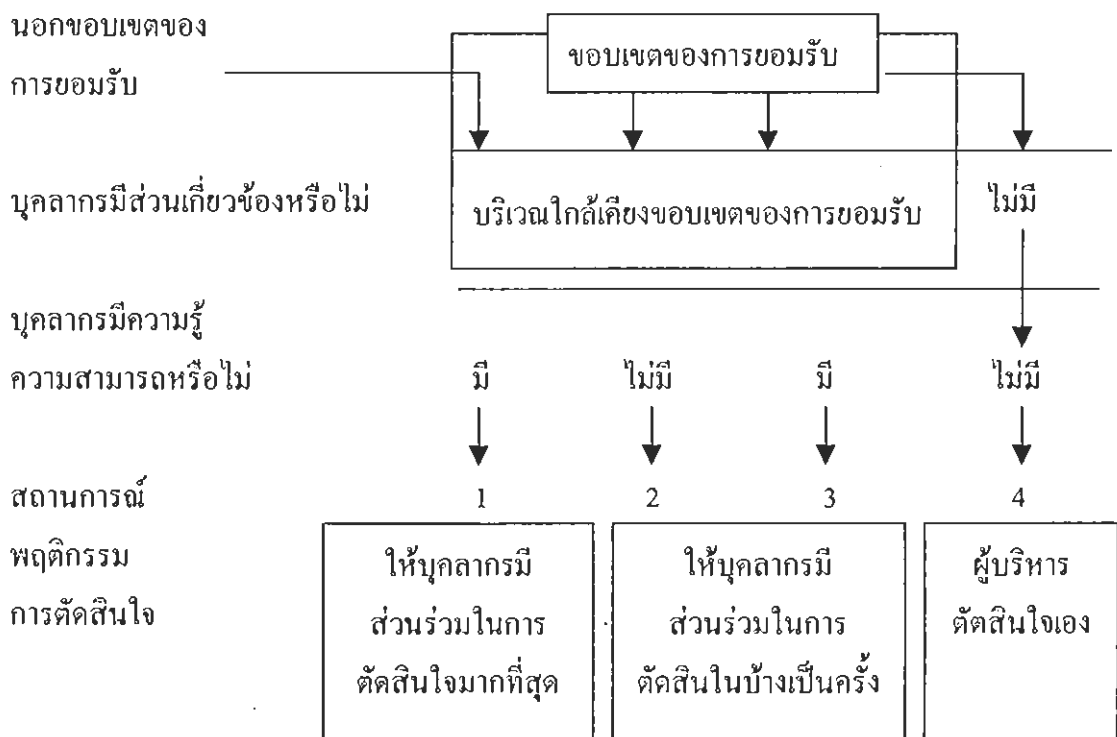 นอกขอบเขตของ
การยอมรับ
ขอบเขตของการยอมรับ
บุคลากรมีส่วนเกี่ยวข้องหรือไม่
บริเวณใกล้เคียงขอบเขตของการยอมรับ
ไม่มี
บุคลากรมีความรู้
ความสามารถหรือไม่
มี
ไม่มี
มี
ไม่มี
สถานการณ์
1
2
3
4
พฤติกรรม
การตัดสินใจ
ให้บุคลากรมี
ส่วนร่วมในการ
ตัดสินใจมากที่สุด
ให้บุคลากรมี
ส่วนร่วมในการ
ตัดสินในบ้างเป็นครั้ง
ผู้บริหาร
ตัตสินใจเอง